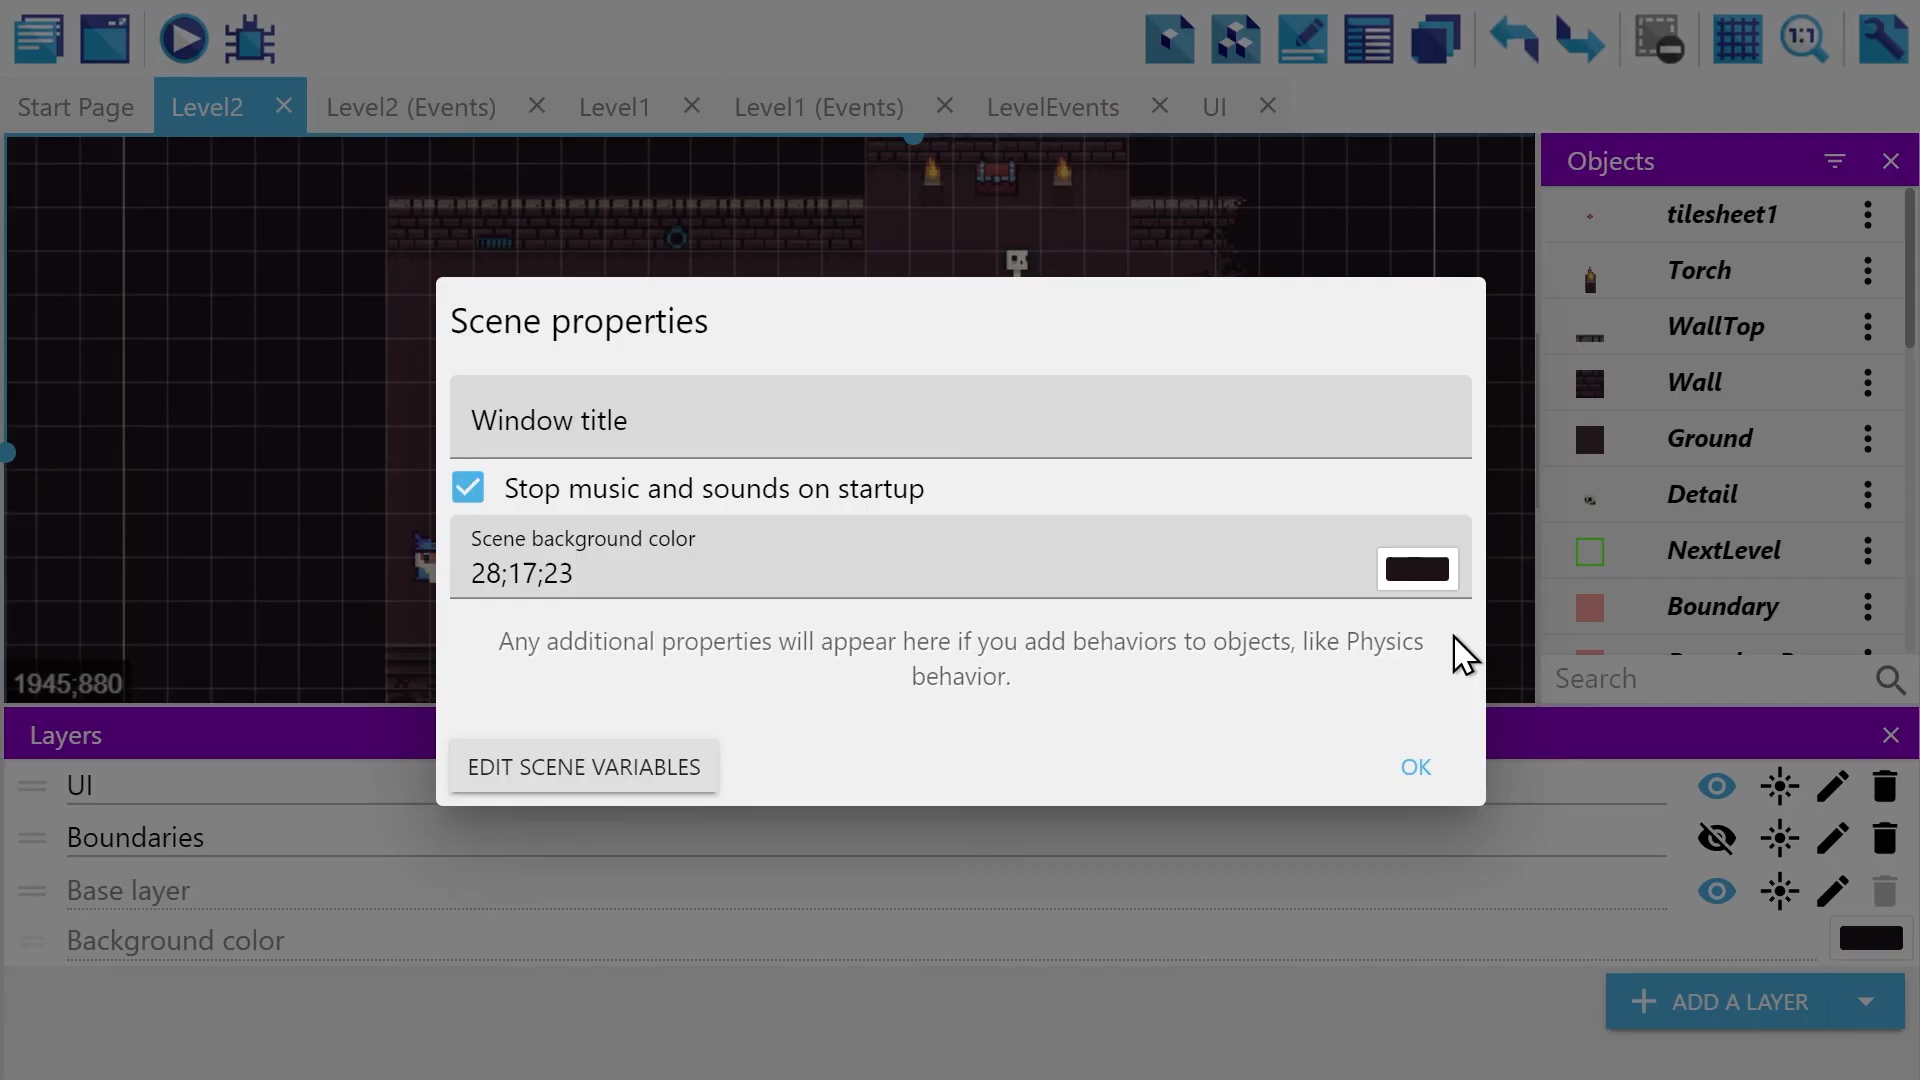 1:1
Start Page
Level2
Level2 (Events)
Level1
Level1 (Events)
LevelEvents
UI
Objects
tilesheet1
Torch
WallTop
Wall
Ground
Detail
NextLevel
Boundary
Search
1945;880
Scene properties
Window title
Stop music and sounds on startup
Scene background color
28;17;23
Any additional properties will appear here if you add behaviors to objects, like Physics
behavior.
EDIT SCENE VARIABLES
OK
Layers
UI
Boundaries
Base layer
Background color
ADD A LAYER